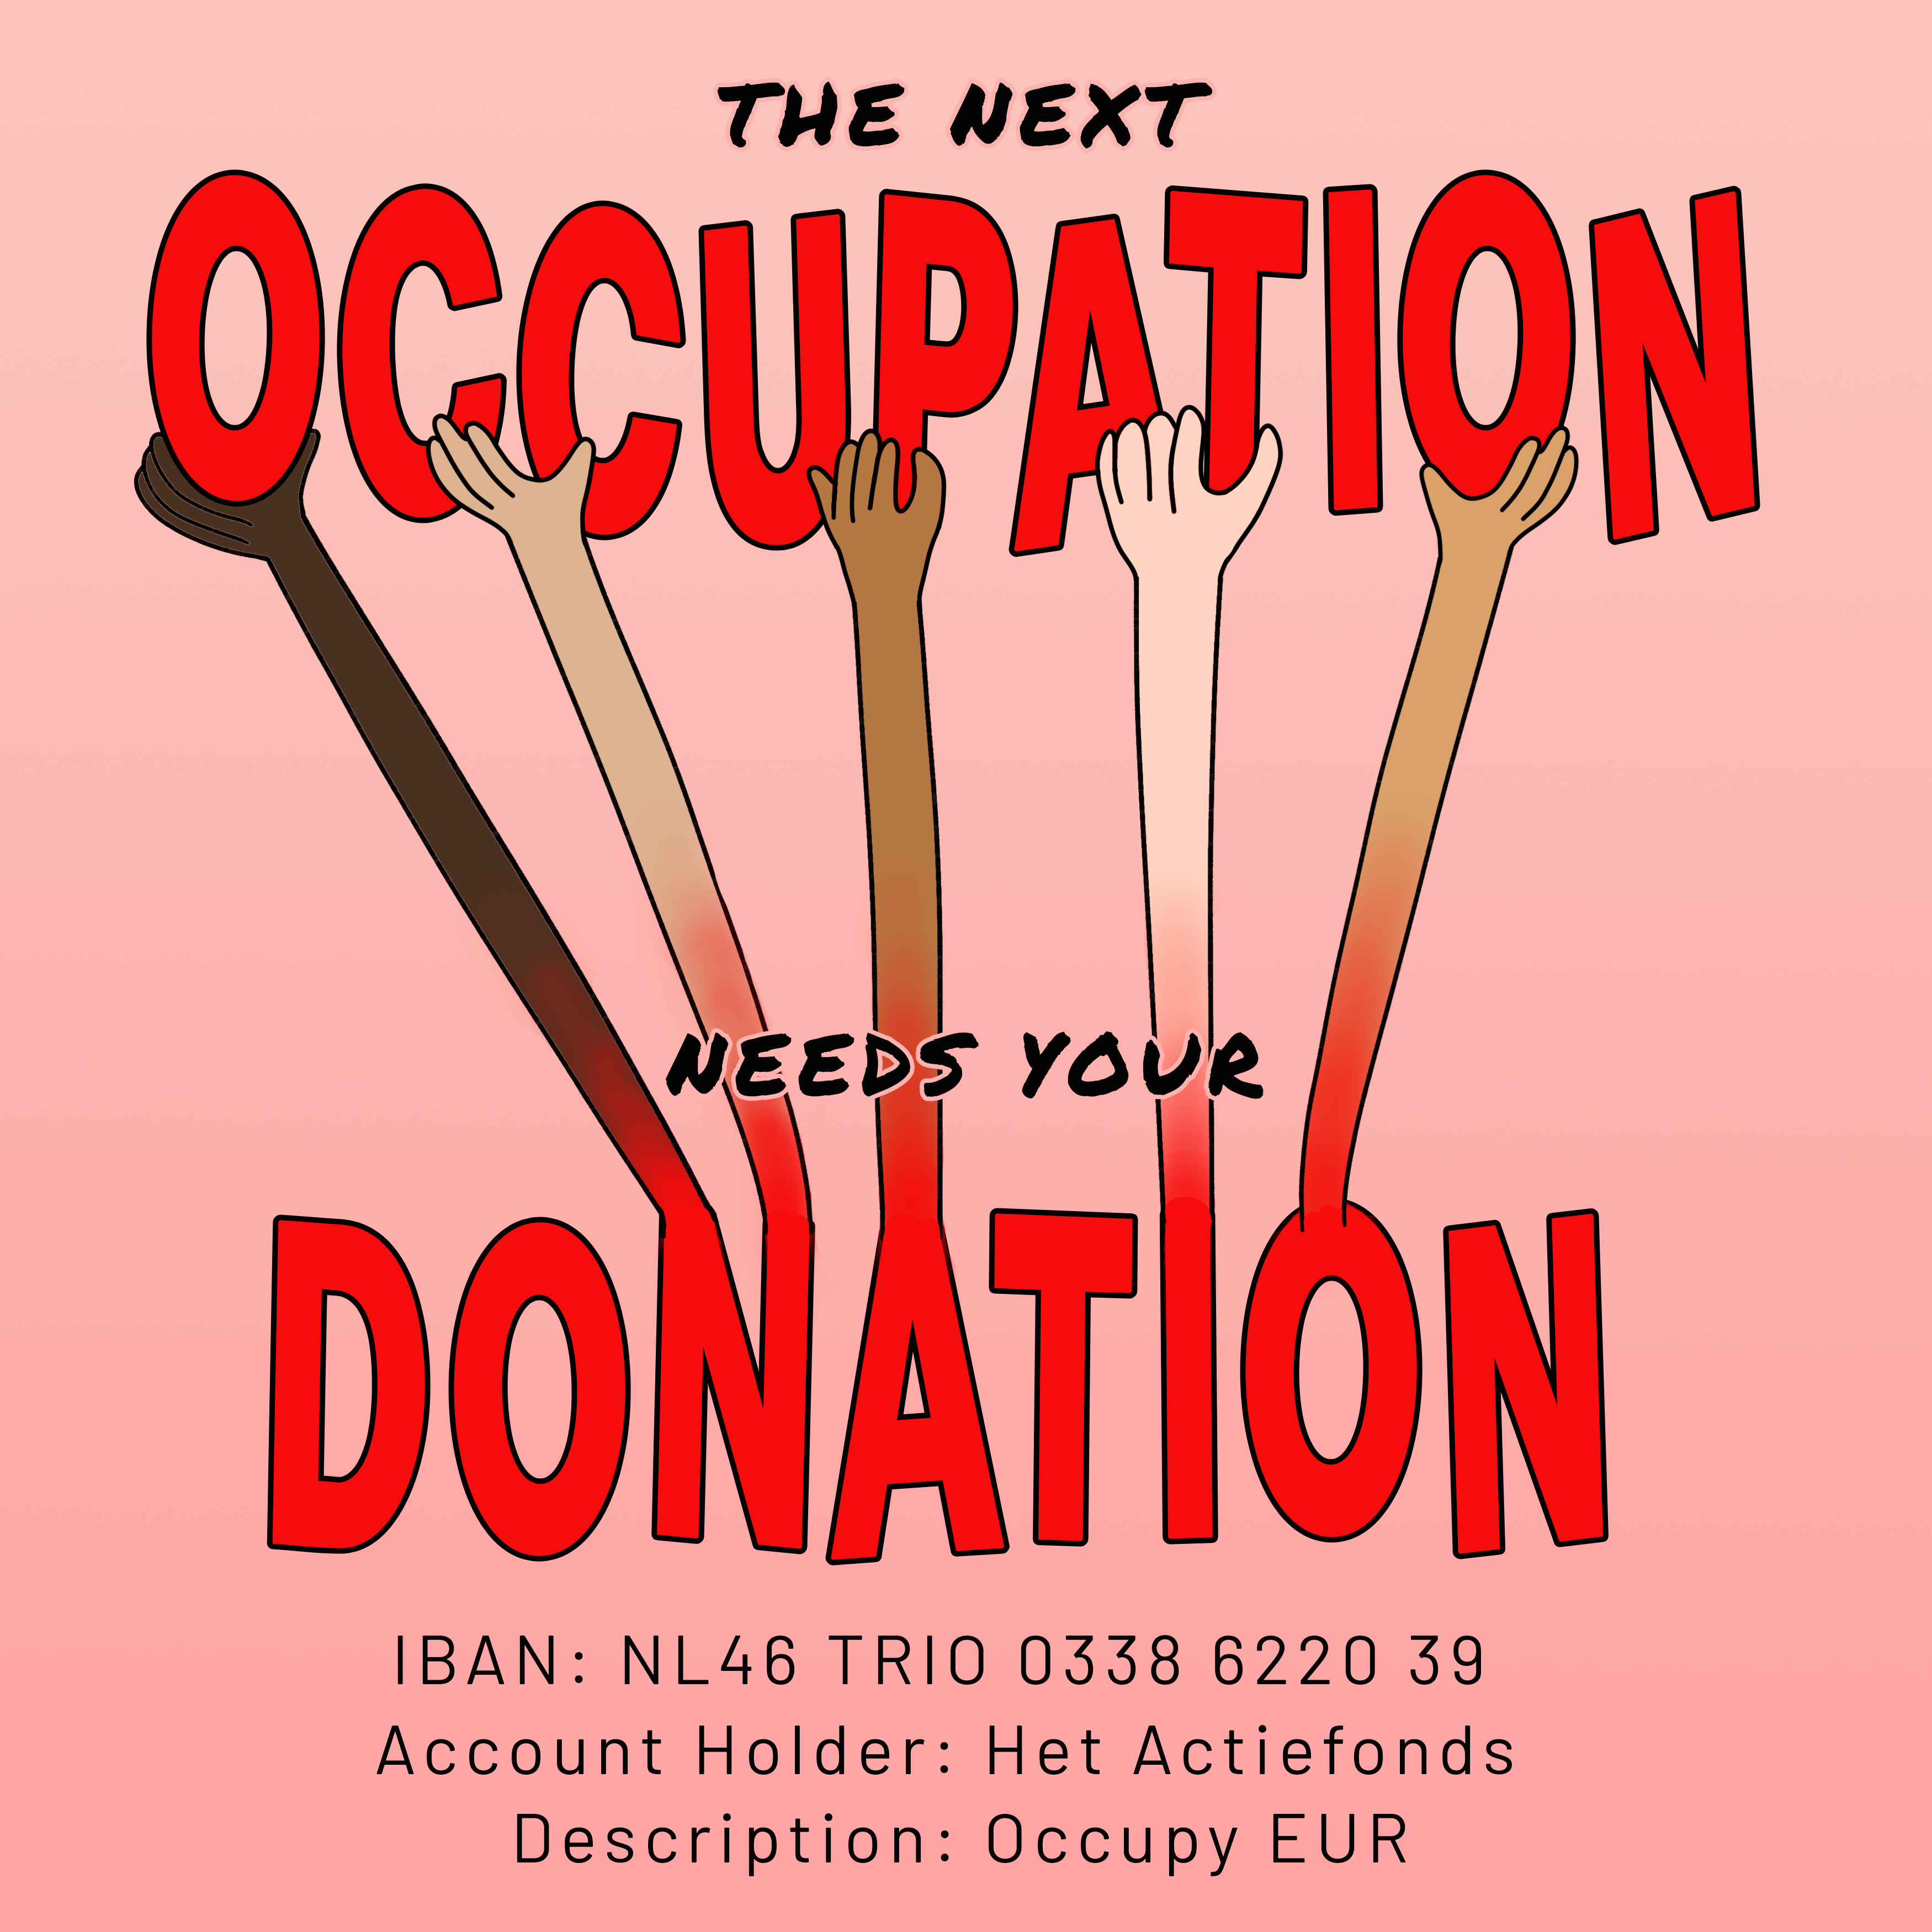 THE NEXT
OCCUPATION
NEEDS YOUR
DONATION
IBAN: NL46 TRIO 0338 6220 39
Account Holder: Het Actiefonds
Description: Occupy EUR